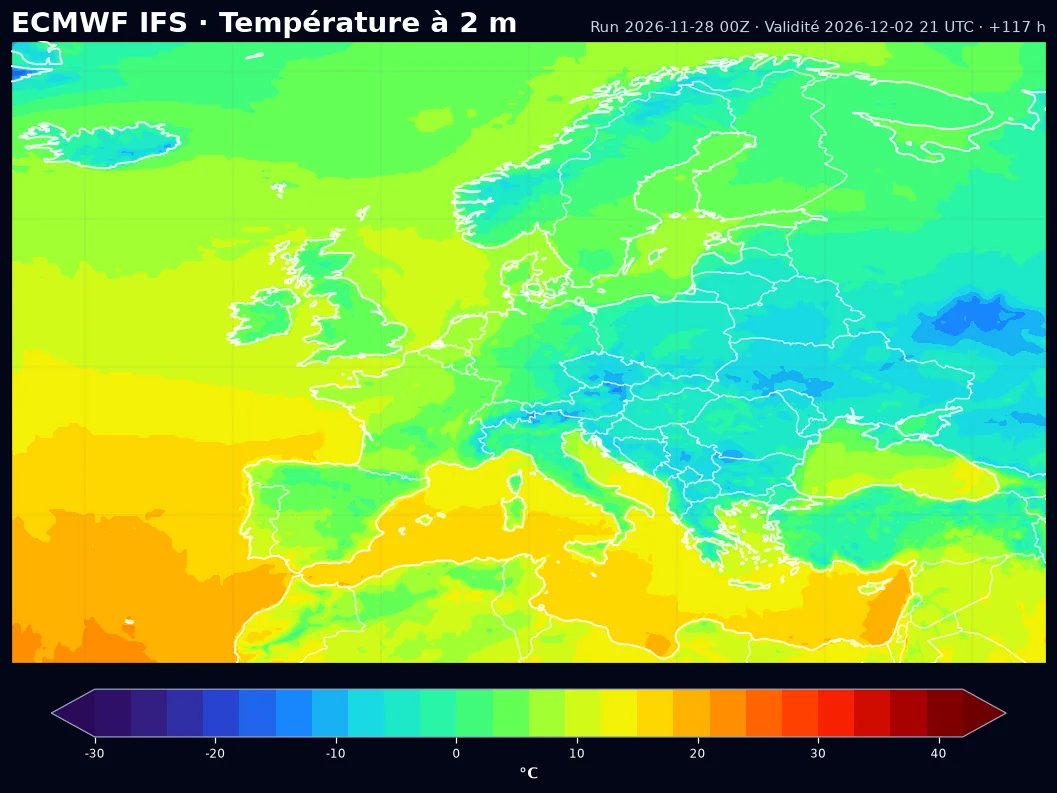 ECMWF IFS · Température à 2 m
Run 2026-11-28 00Z · Validité 2026-12-02 21 UTC · +117 h
-30 -20 -10 0 10 20 30 40
°C